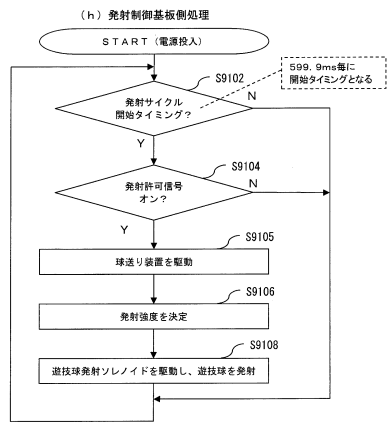 (h) 発射制御基板側処理
START(電源投入)
599.9ms毎に
開始タイミングとなる
S9102
発射サイクル
開始タイミング?
N
Y
S9104
発射許可信号
オン?
N
Y
S9105
球送り装置を駆動
S9106
発射強度を決定
S9108
遊技球発射ソレノイドを駆動し、遊技球を発射